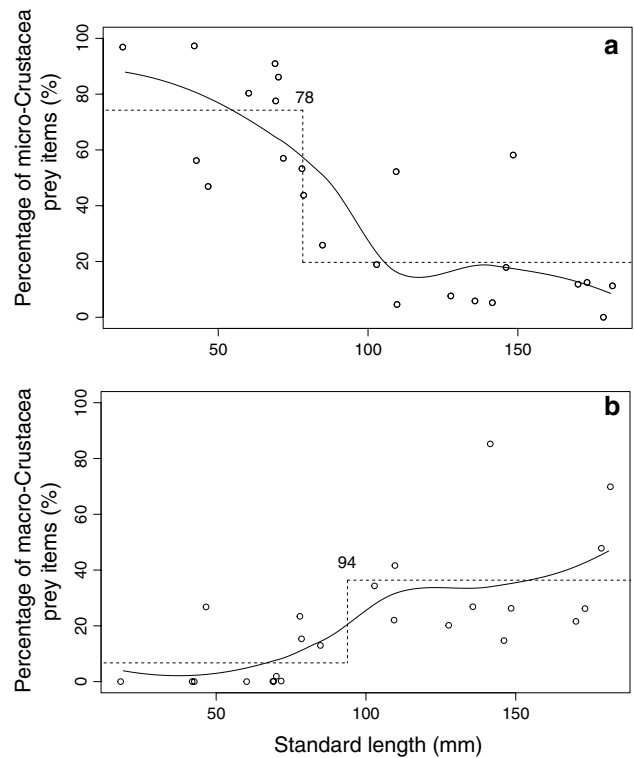 Percentage of micro-Crustacea
prey items (%)
a
100
80
60
40
20
0
78
50
100
150
Percentage of macro-Crustacea
prey items (%)
b
100
80
60
40
20
0
94
50
100
150
Standard length (mm)